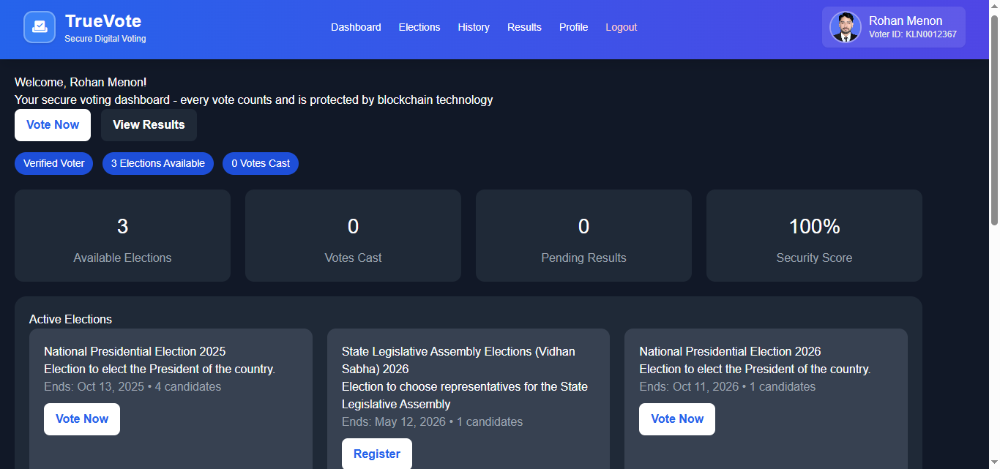 TrueVote
Secure Digital Voting
Dashboard Elections History Results Profile Logout
Rohan Menon
Voter ID: KLN0012367
Welcome, Rohan Menon!
Your secure voting dashboard - every vote counts and is protected by blockchain technology
Vote Now View Results
Verified Voter 3 Elections Available 0 Votes Cast
3
Available Elections
0
Votes Cast
0
Pending Results
100%
Security Score
Active Elections
National Presidential Election 2025
Election to elect the President of the country.
Ends: Oct 13, 2025 • 4 candidates
Vote Now
State Legislative Assembly Elections (Vidhan
Sabha) 2026
Election to choose representatives for the State
Legislative Assembly
Ends: May 12, 2026 • 1 candidates
Register
National Presidential Election 2026
Election to elect the President of the country.
Ends: Oct 11, 2026 • 1 candidates
Vote Now